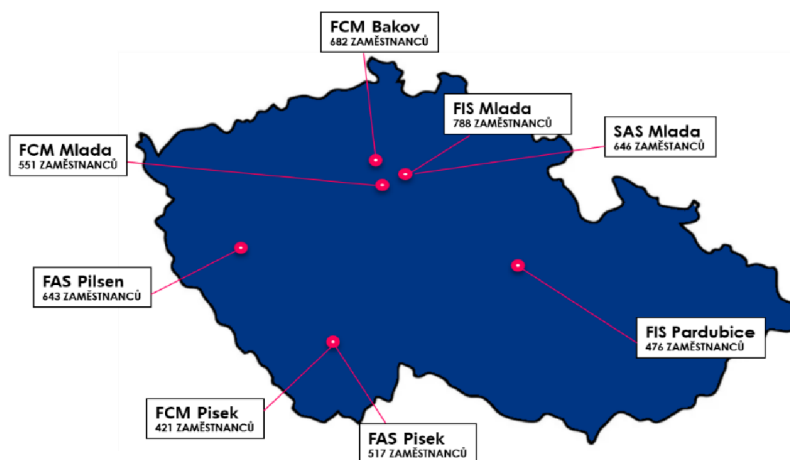 FCM Bakov
682 ZAMĚSTNANCŮ
FIS Mlada
788 ZAMĚSTNANCŮ
SAS Mlada
646 ZAMĚSTANCŮ
FCM Mlada
551 ZAMĚSTNANCŮ
FAS Pilsen
643 ZAMĚSTNANCŮ
FIS Pardubice
476 ZAMĚSTNANCŮ
FCM Pisek
421 ZAMĚSTNANCŮ
FAS Pisek
517 ZAMĚSTNANCŮ